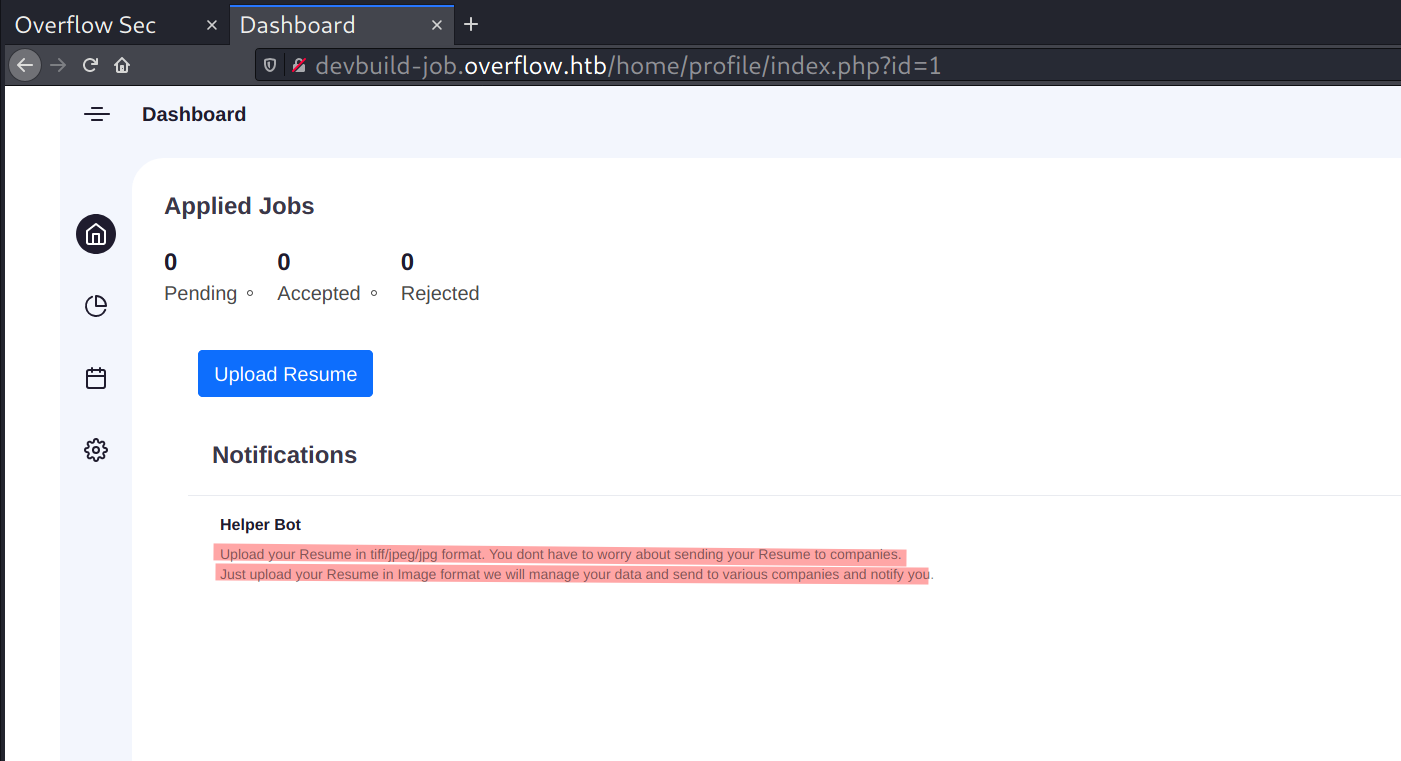 Overflow Sec × Dashboard × +
devbuild-job.overflow.htb/home/profile/index.php?id=1
Dashboard
Applied Jobs
0 0 0
Pending Accepted Rejected
Upload Resume
Notifications
Helper Bot
Upload your Resume in tiff/jpeg/jpg format. You dont have to worry about sending your Resume to companies.
Just upload your Resume in Image format we will manage your data and send to various companies and notify you.